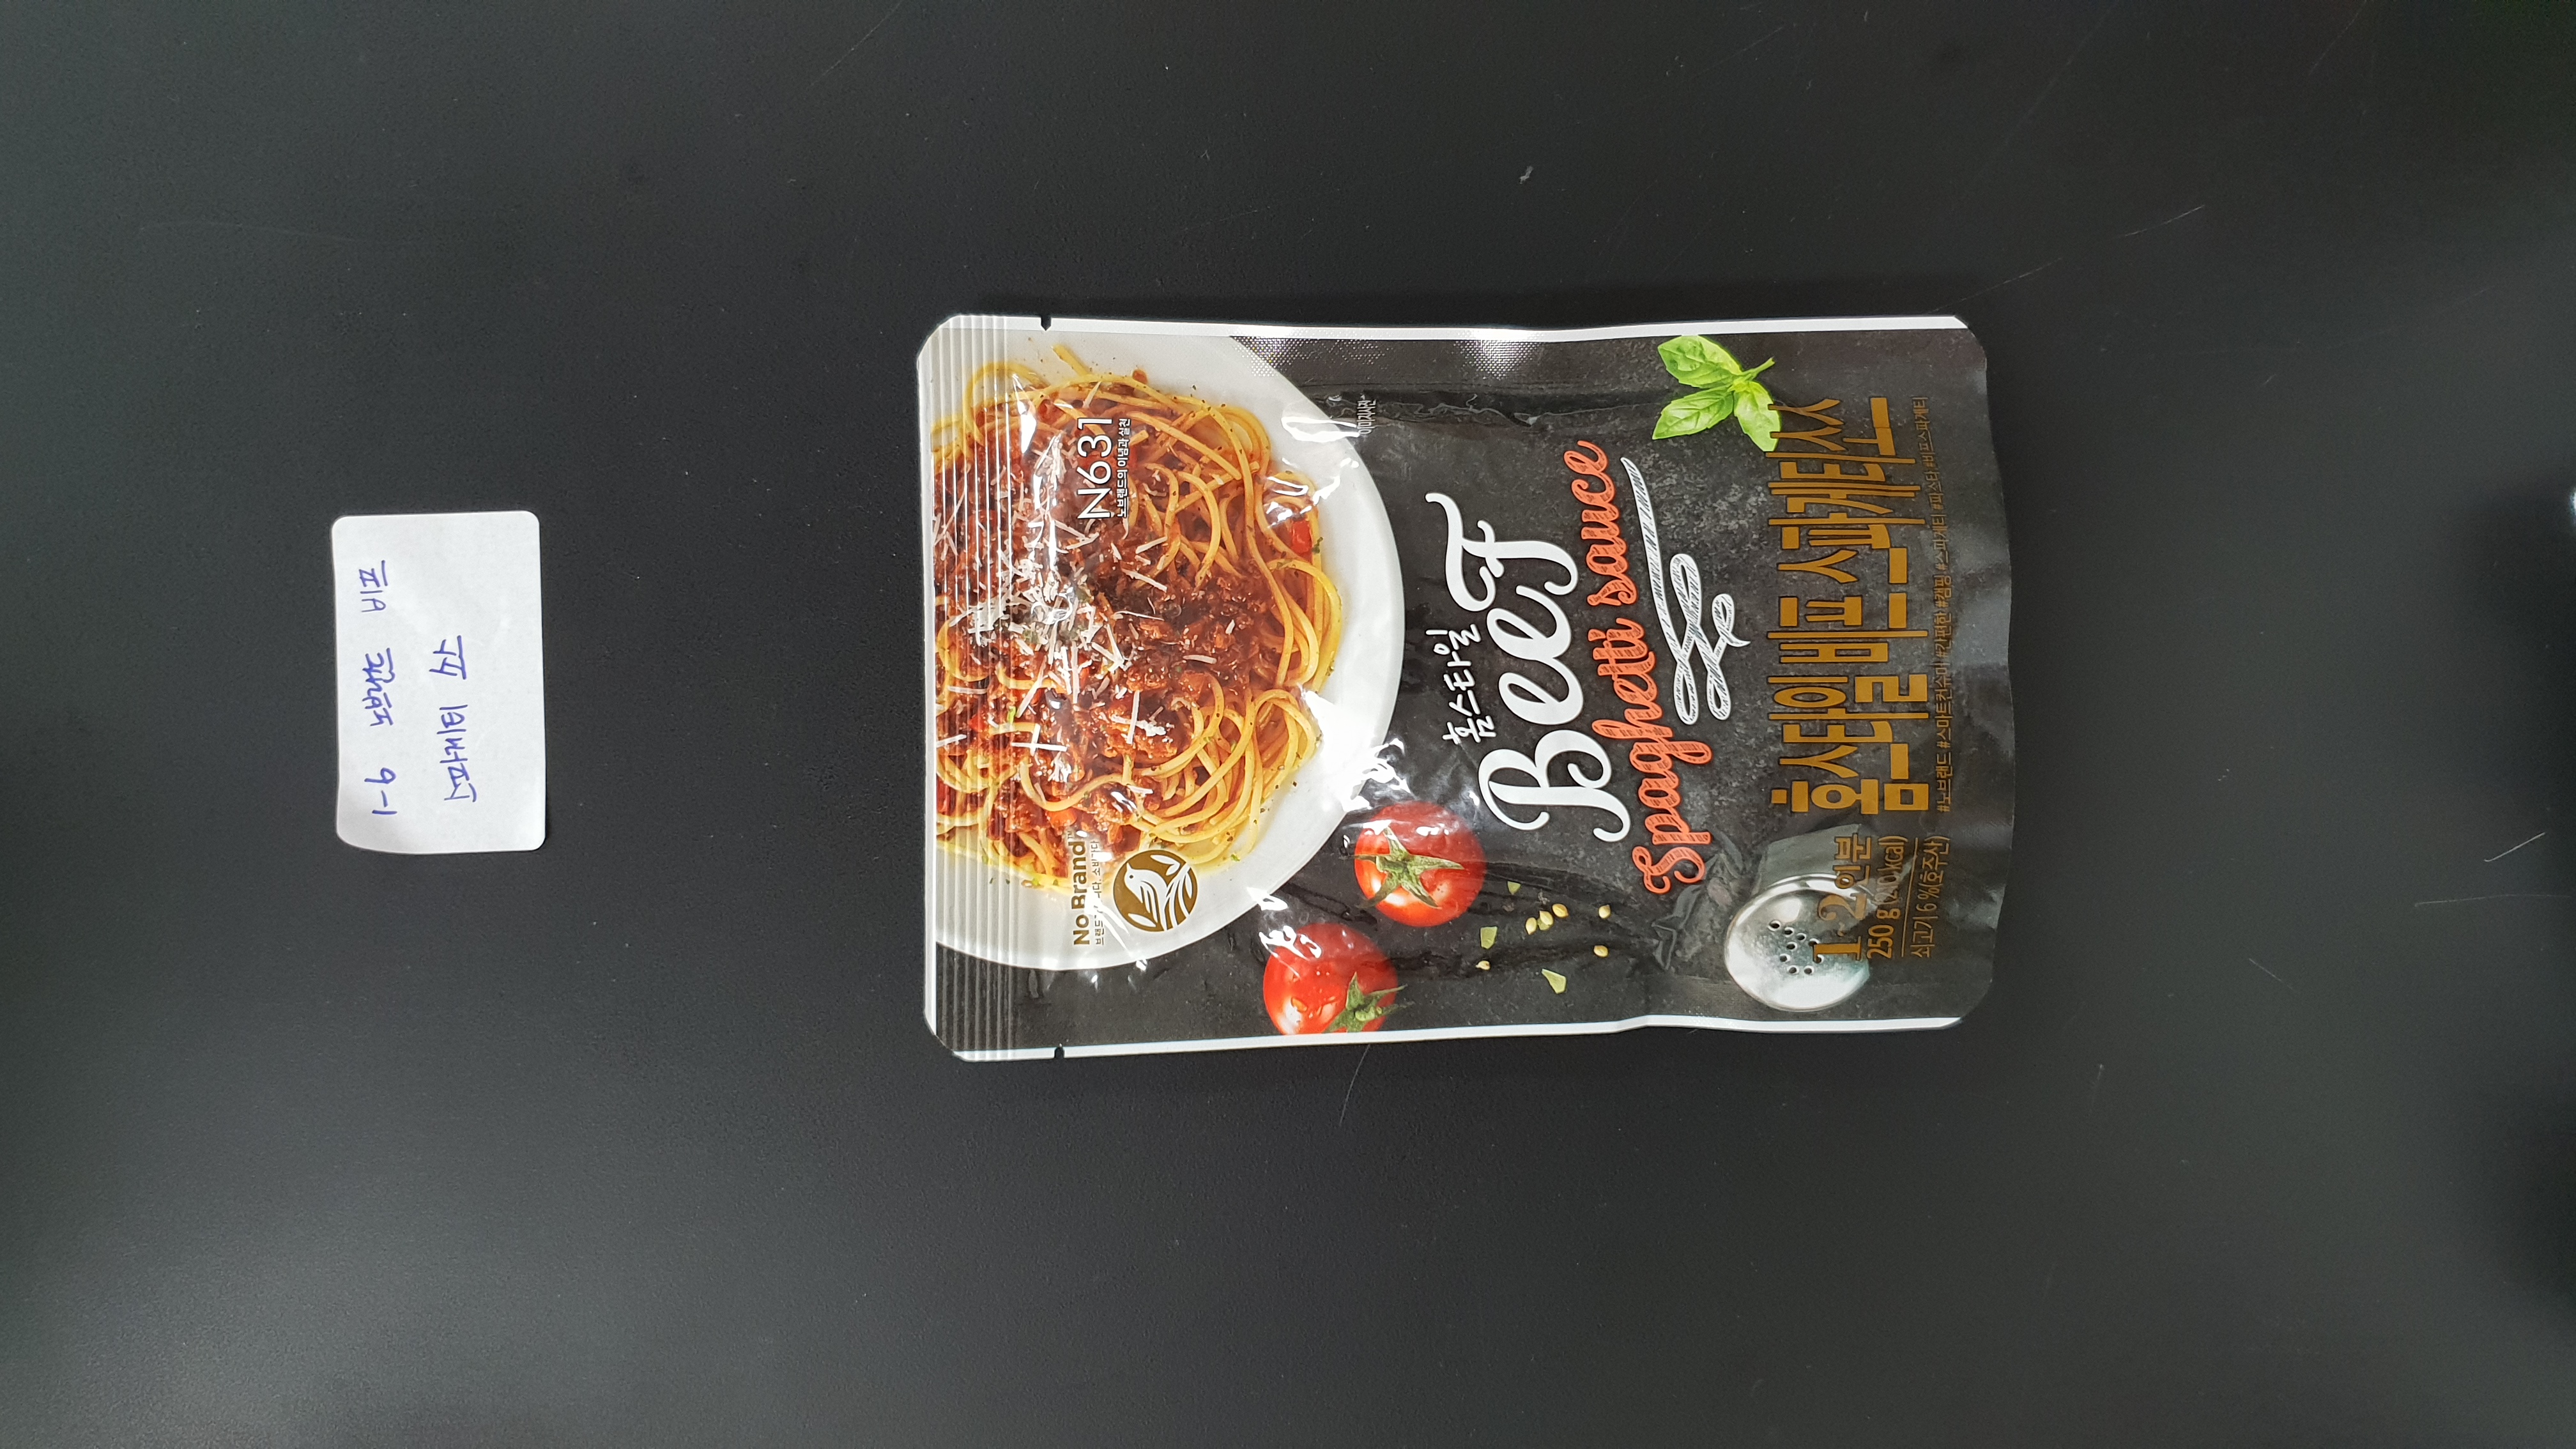 1-6 노브랜드 비프
스파게티 소스
No Brand
N631
노브랜드의 이념과 실천
이미지사진
홈스타일
BeeF
Spaghetti sauce
1~2인분
250 g (210 kcal)
쇠고기 6 %(호주산)
홈스타일 비프 스파게티소스
#노브랜드 #스마트컨슈머 #간편한 #캠핑 #스파게티 #파스타 #비프스파게티